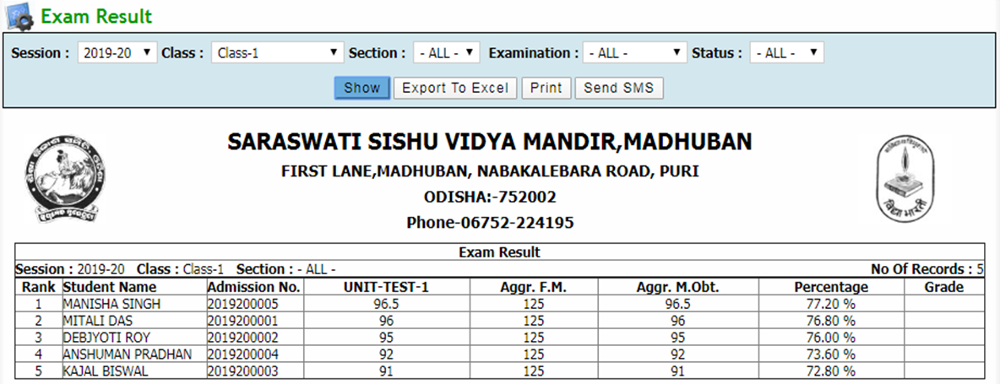 Exam Result
Session : 2019-20 Class : Class-1 Section : - ALL - Examination : - ALL - Status : - ALL -
Show Export To Excel Print Send SMS
SARASWATI SISHU VIDYA MANDIR,MADHUBAN
FIRST LANE,MADHUBAN, NABAKALEBARA ROAD, PURI
ODISHA:-752002
Phone-06752-224195
विद्या भारती
Exam Result
Session : 2019-20 Class : Class-1 Section : - ALL - No Of Records : 5
Rank Student Name Admission No. UNIT-TEST-1 Aggr. F.M. Aggr. M.Obt. Percentage Grade
1 MANISHA SINGH 2019200005 96.5 125 96.5 77.20 %
2 MITALI DAS 2019200001 96 125 96 76.80 %
3 DEBJYOTI ROY 2019200002 95 125 95 76.00 %
4 ANSHUMAN PRADHAN 2019200004 92 125 92 73.60 %
5 KAJAL BISWAL 2019200003 91 125 91 72.80 %